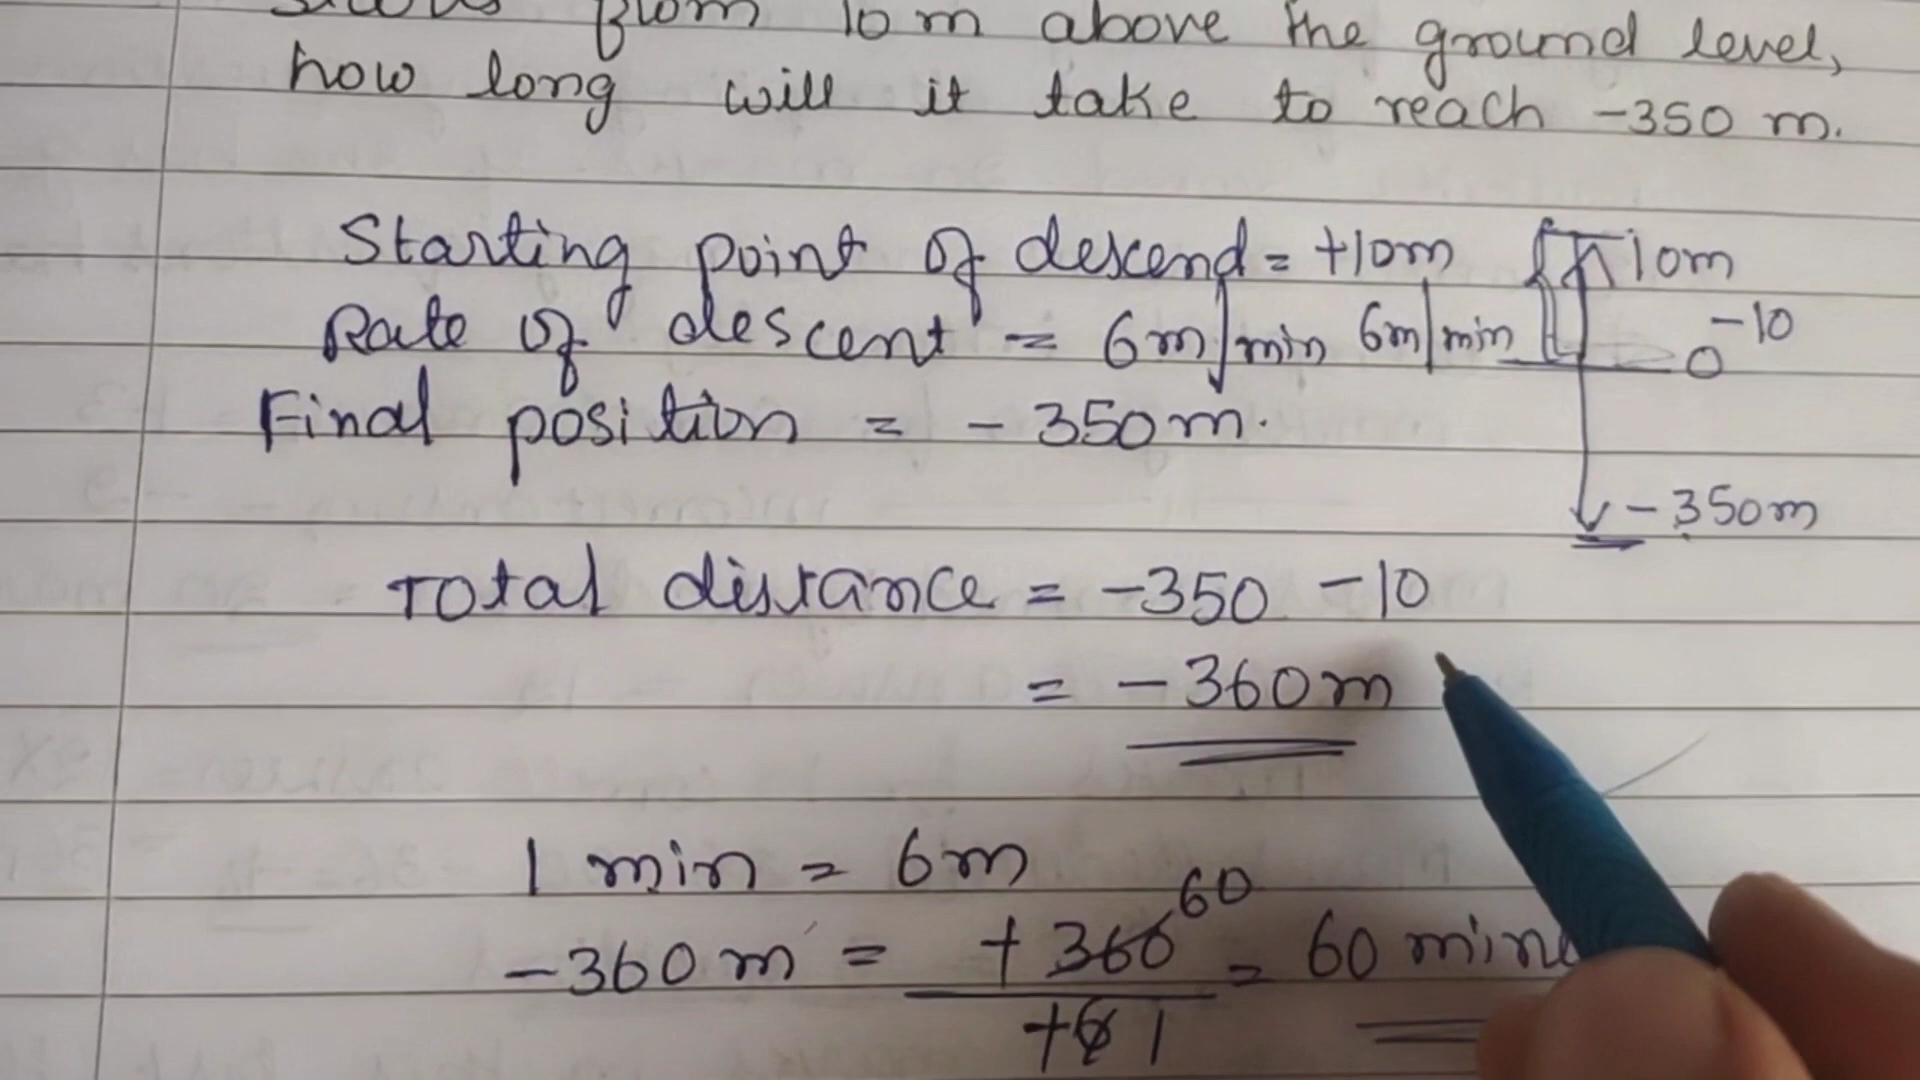 from 10 m above the ground level,
how long will it take to reach -350 m.
Starting point of descend = +10m
10m
Rate of descent = 6m/min 6m/min
-10
0
Final position = - 350m.
- 350m
Total distance = -350 -10
= - 360m
1 min = 6m
60
-360m = + 360 = 60 min
+6 1